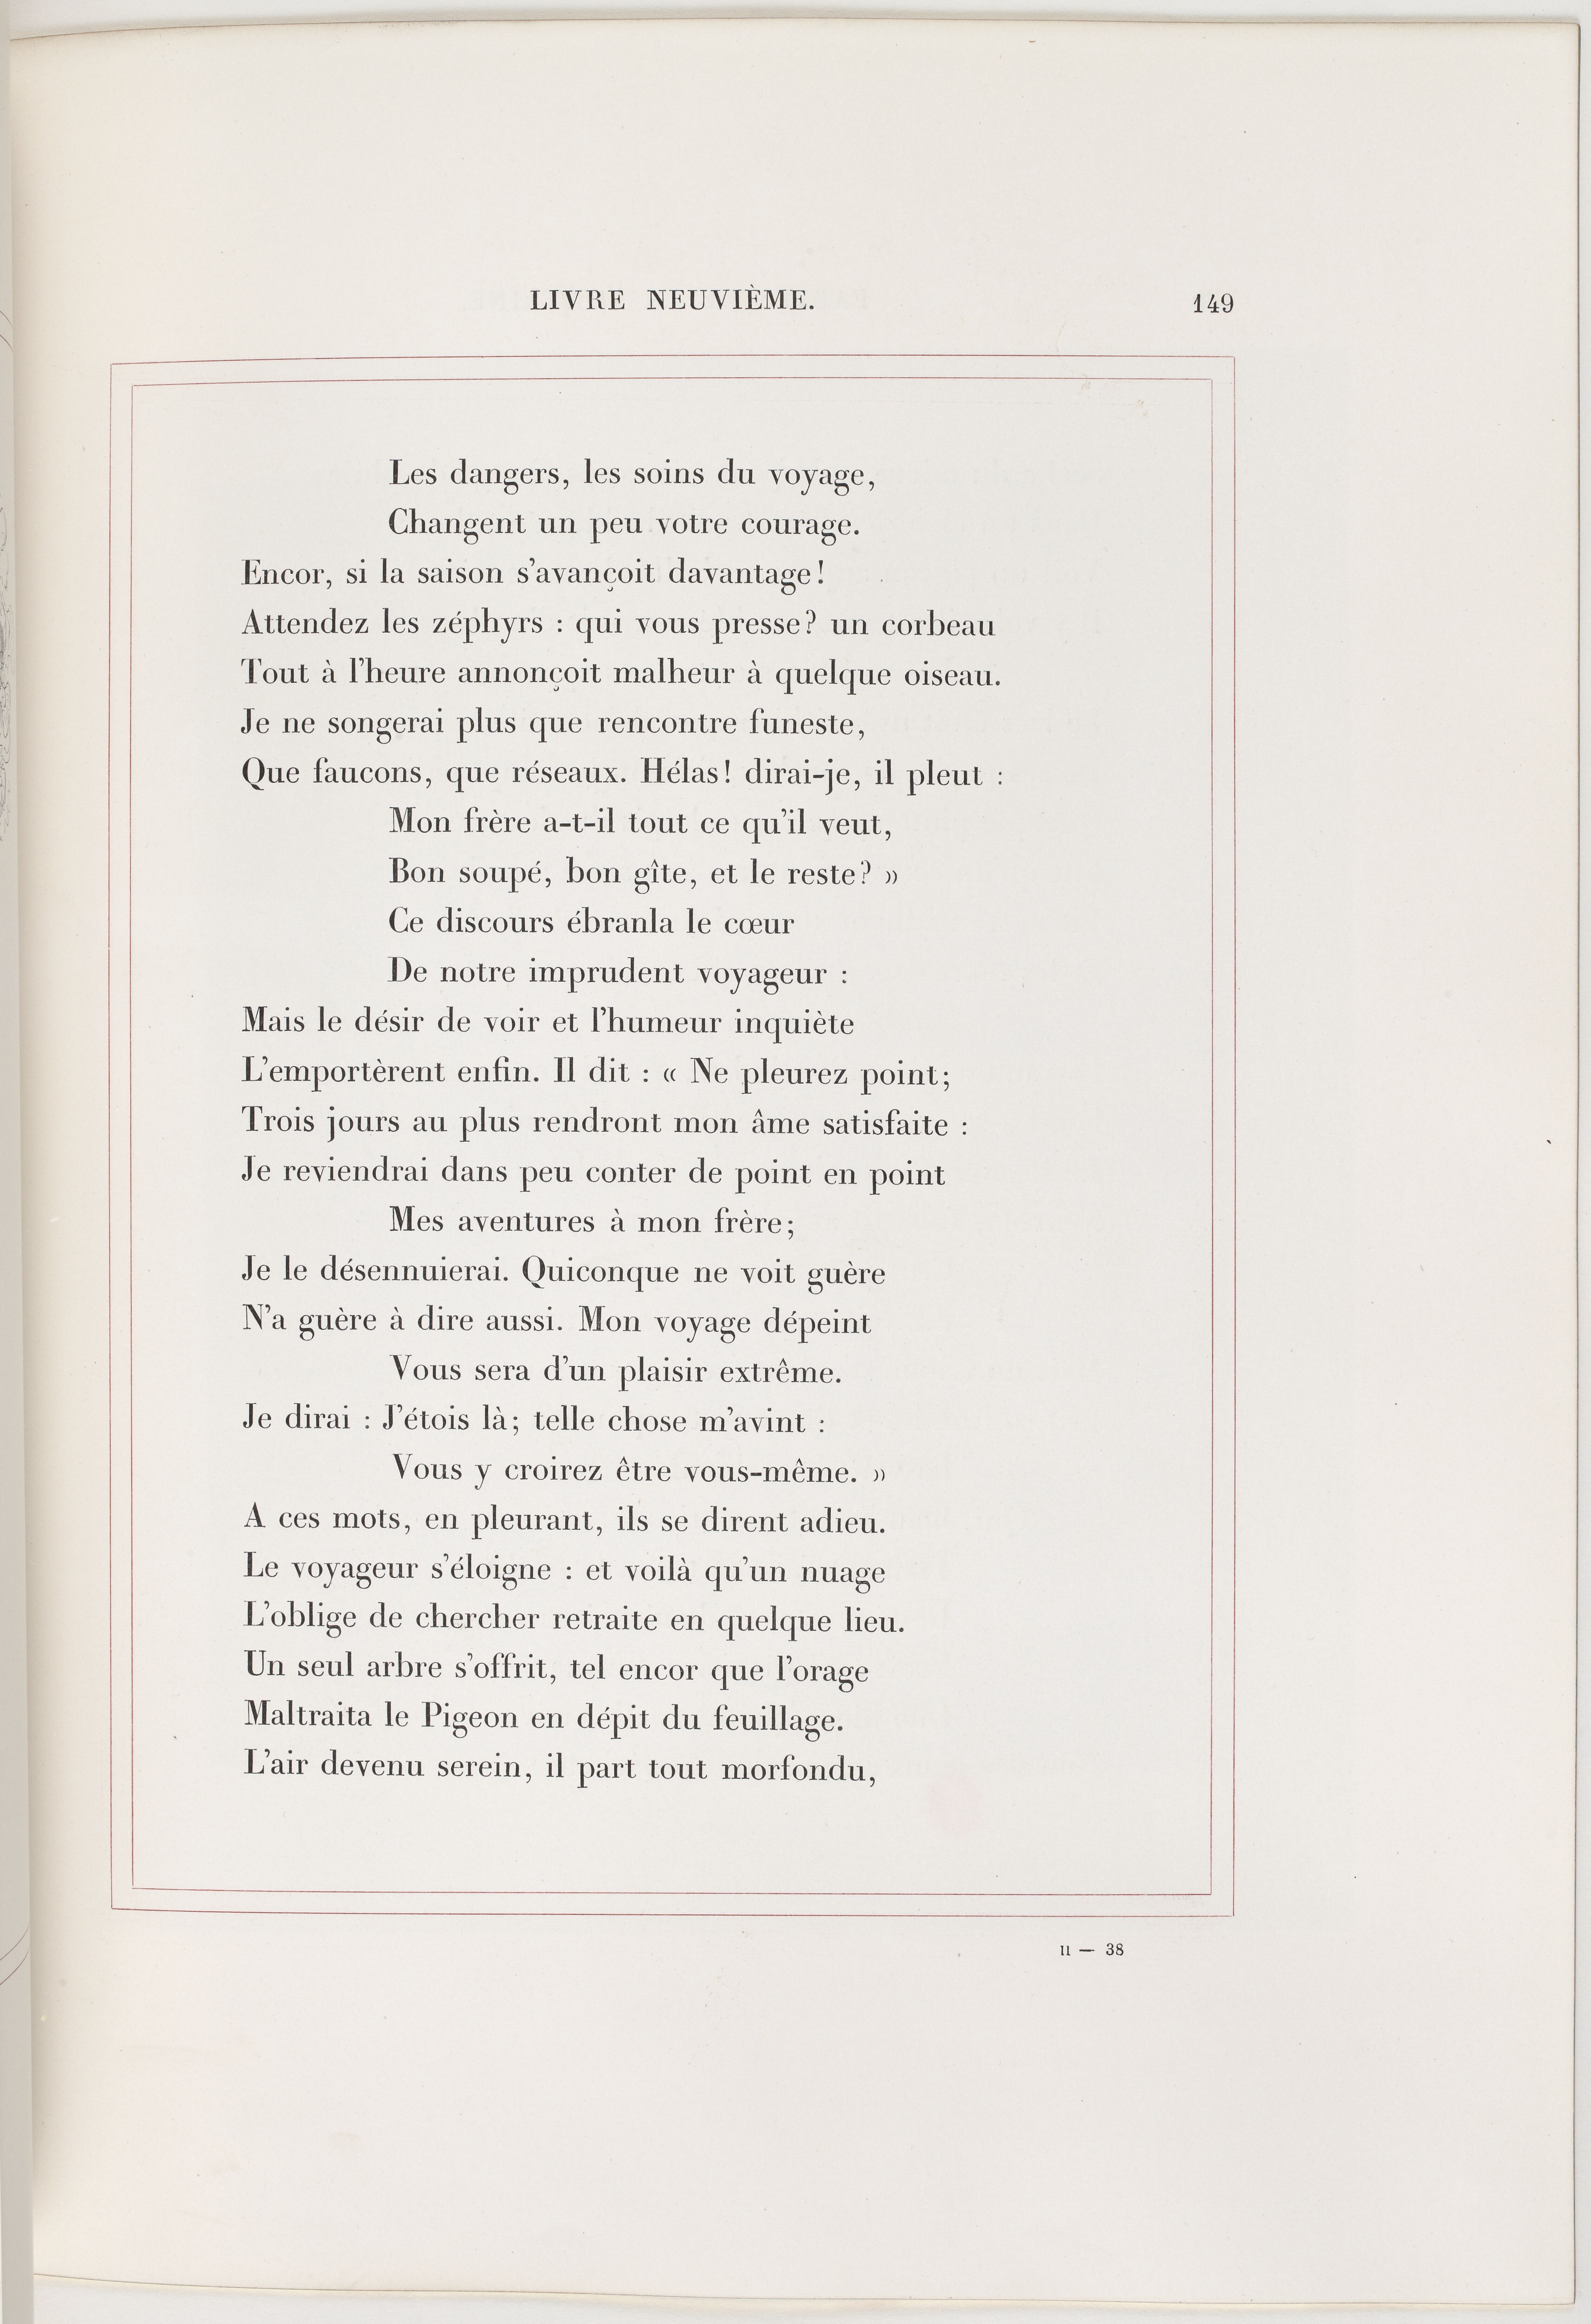 LIVRE NEUVIÈME. 149
Les dangers, les soins du voyage,
Changent un peu votre courage.
Encor, si la saison s'avançoit davantage!
Attendez les zéphyrs : qui vous presse? un corbeau
Tout à l'heure annonçoit malheur à quelque oiseau.
Je ne songerai plus que rencontre funeste,
Que faucons, que réseaux. Hélas! dirai-je, il pleut :
Mon frère a-t-il tout ce qu'il veut,
Bon soupé, bon gîte, et le reste? »
Ce discours ébranla le cœur
De notre imprudent voyageur :
Mais le désir de voir et l'humeur inquiète
L'emportèrent enfin. Il dit : « Ne pleurez point;
Trois jours au plus rendront mon âme satisfaite :
Je reviendrai dans peu conter de point en point
Mes aventures à mon frère;
Je le désennuierai. Quiconque ne voit guère
N'a guère à dire aussi. Mon voyage dépeint
Vous sera d'un plaisir extrême.
Je dirai : J'étois là; telle chose m'avint :
Vous y croirez être vous-même. »
A ces mots, en pleurant, ils se dirent adieu.
Le voyageur s'éloigne : et voilà qu'un nuage
L'oblige de chercher retraite en quelque lieu.
Un seul arbre s'offrit, tel encor que l'orage
Maltraita le Pigeon en dépit du feuillage.
L'air devenu serein, il part tout morfondu,
II — 38